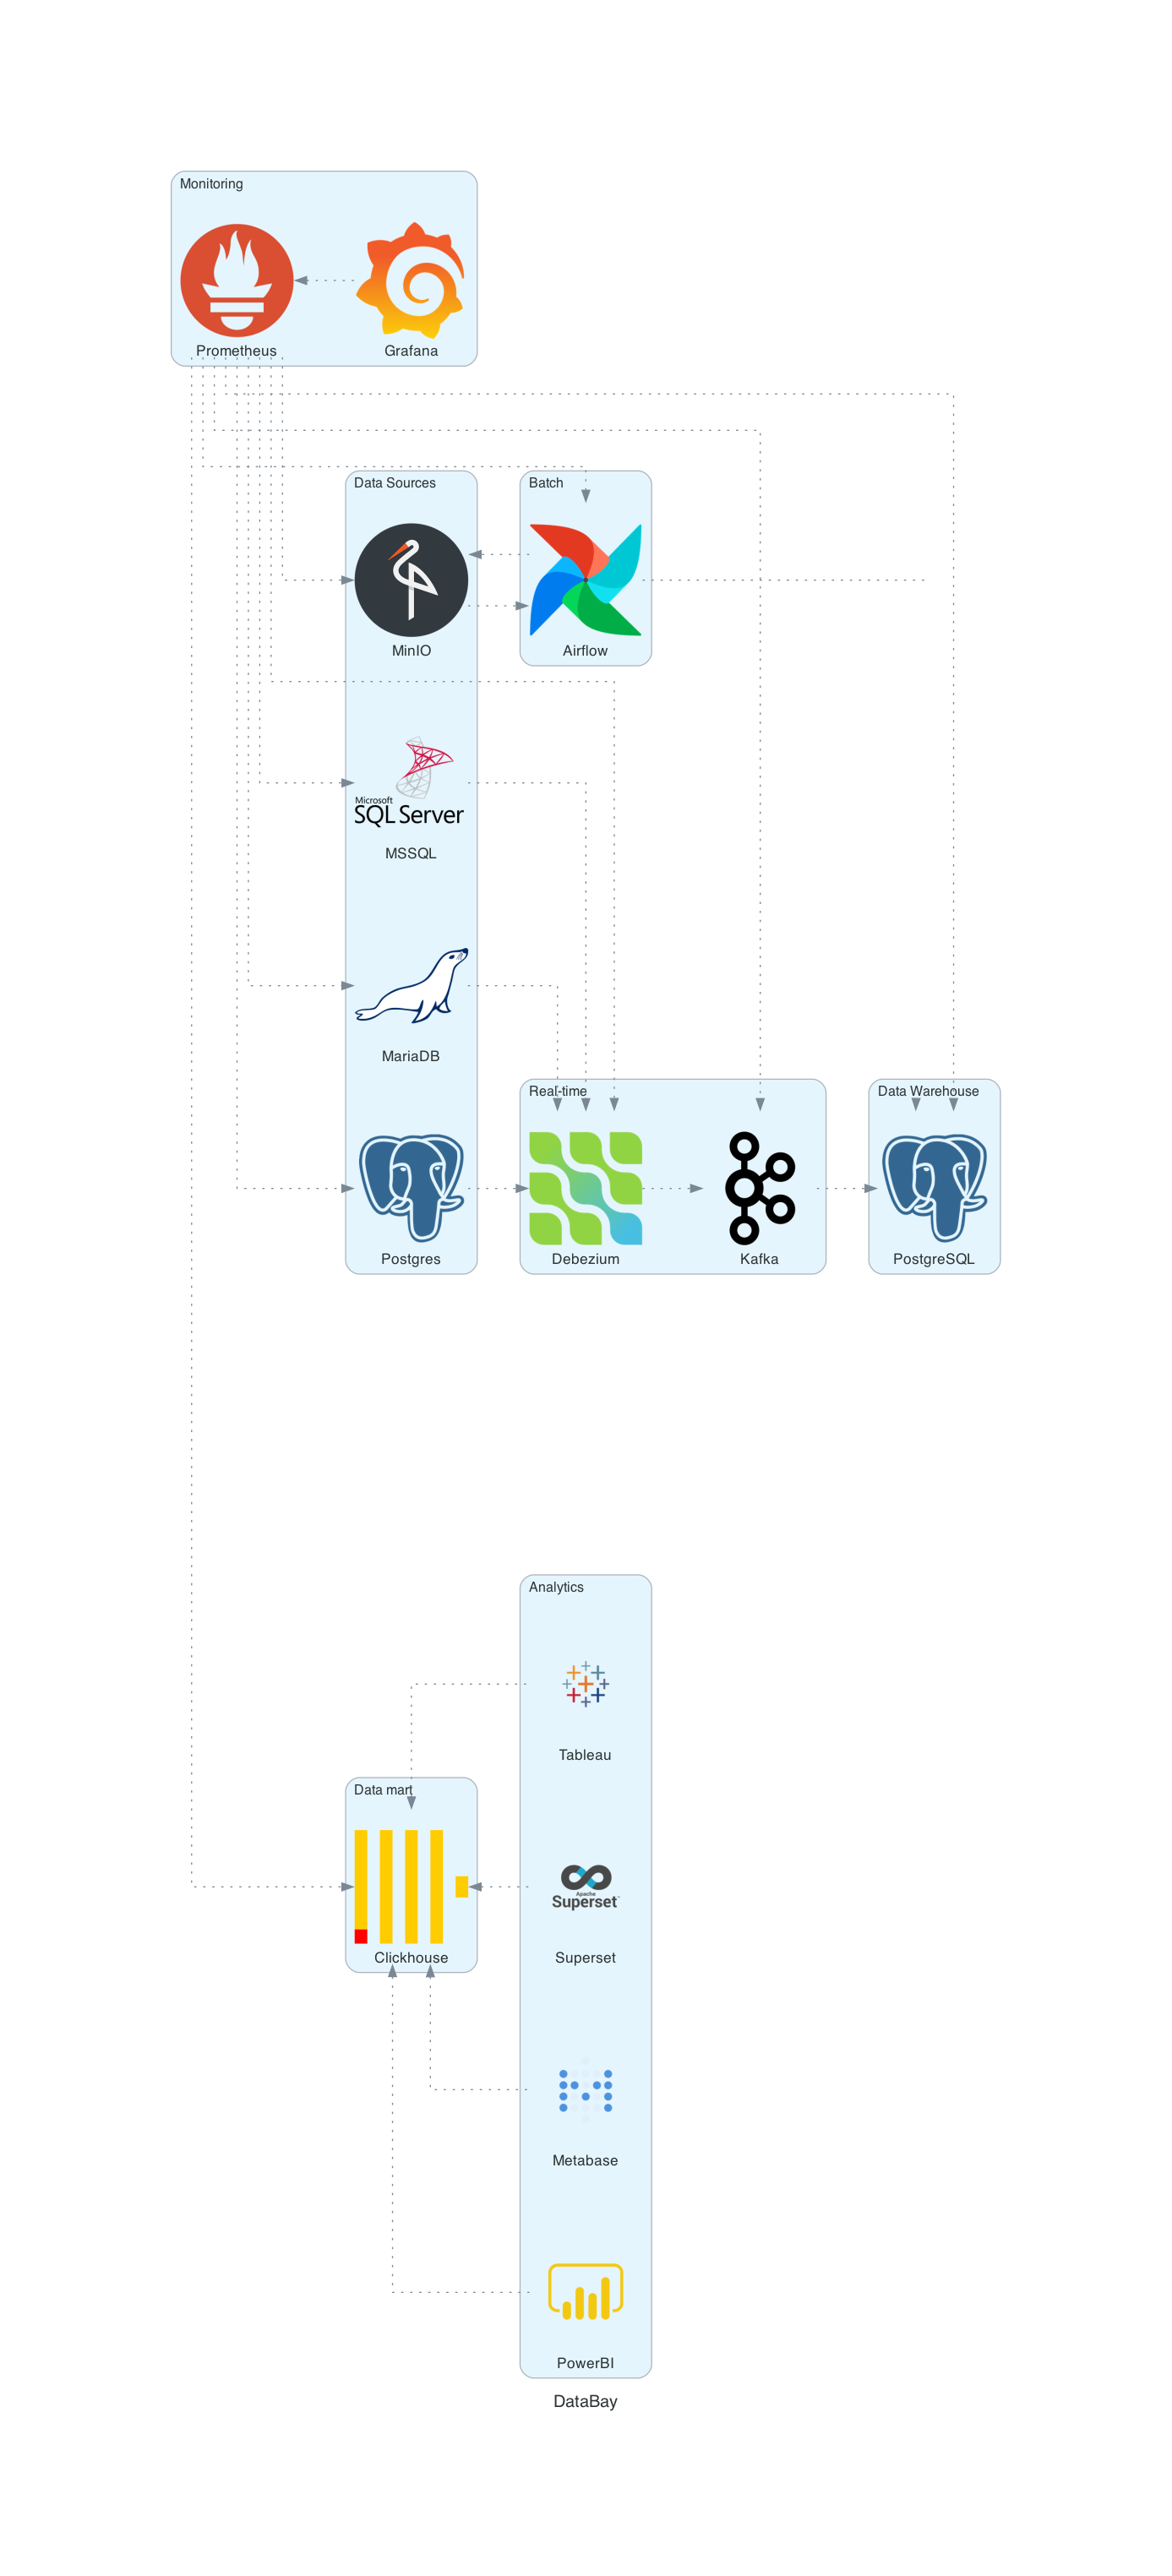 Monitoring
Prometheus
Grafana
Data Sources
Batch
MinIO
Airflow
Microsoft
SQL Server
MSSQL
MariaDB
Real-time
Data Warehouse
Postgres
Debezium
Kafka
PostgreSQL
Analytics
Tableau
Data mart
Apache
Superset
Clickhouse
Superset
Metabase
PowerBI
DataBay